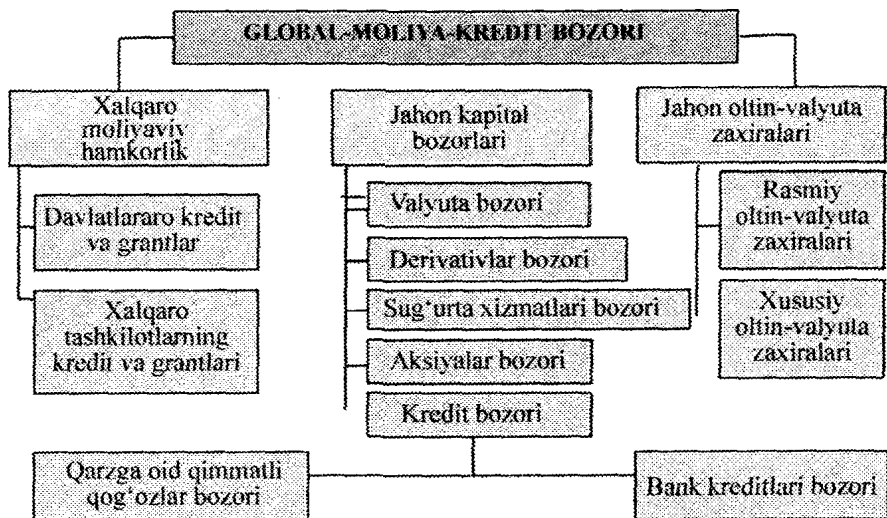 GLOBAL-MOLIYA-KREDIT BOZORI
Xalqaro
moliyaviv
hamkorlik
Davlatlararo kredit
va grantlar
Xalqaro
tashkilotlarning
kredit va grantlari
Jahon kapital
bozorlari
Valyuta bozori
Derivativlar bozori
Sug‘urta xizmatlari bozori
Aksiyalar bozori
Kredit bozori
Jahon oltin-valyuta
zaxiralari
Rasmiy
oltin-valyuta
zaxiralari
Xususiy
oltin-valyuta
zaxiralari
Qarzga oid qimmatli
qog‘ozlar bozori
Bank kreditlari bozori